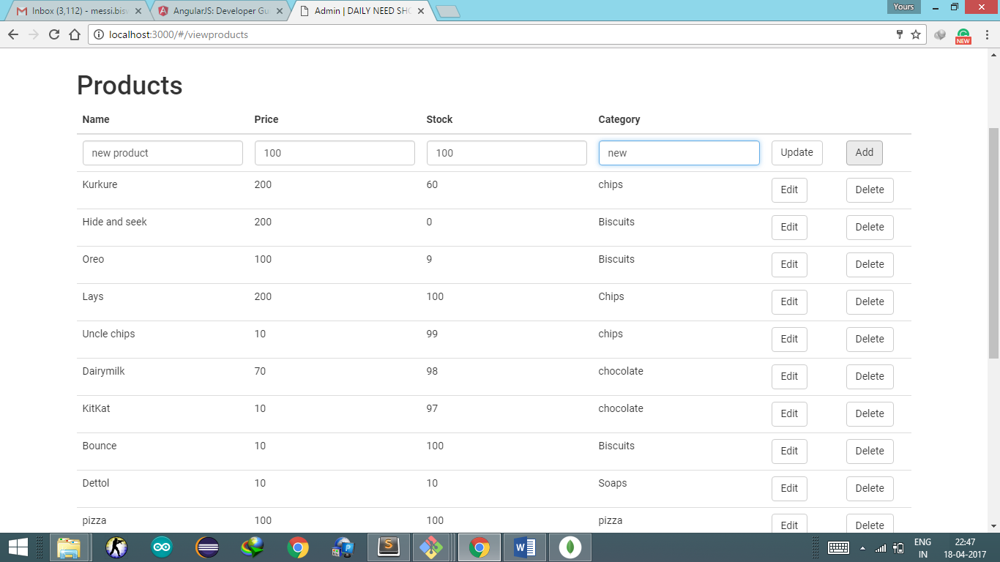 Inbox (3,112) - messi.bis
AngularJS: Developer Gu
Admin | DAILY NEED SHO
Yours
localhost:3000/#/viewproducts
NEW
Products
Name Price Stock Category
new product 100 100 new Update Add
Kurkure 200 60 chips Edit Delete
Hide and seek 200 0 Biscuits Edit Delete
Oreo 100 9 Biscuits Edit Delete
Lays 200 100 Chips Edit Delete
Uncle chips 10 99 chips Edit Delete
Dairymilk 70 98 chocolate Edit Delete
KitKat 10 97 chocolate Edit Delete
Bounce 10 100 Biscuits Edit Delete
Dettol 10 10 Soaps Edit Delete
pizza 100 100 pizza Edit Delete
ENG 22:47
IN 18-04-2017